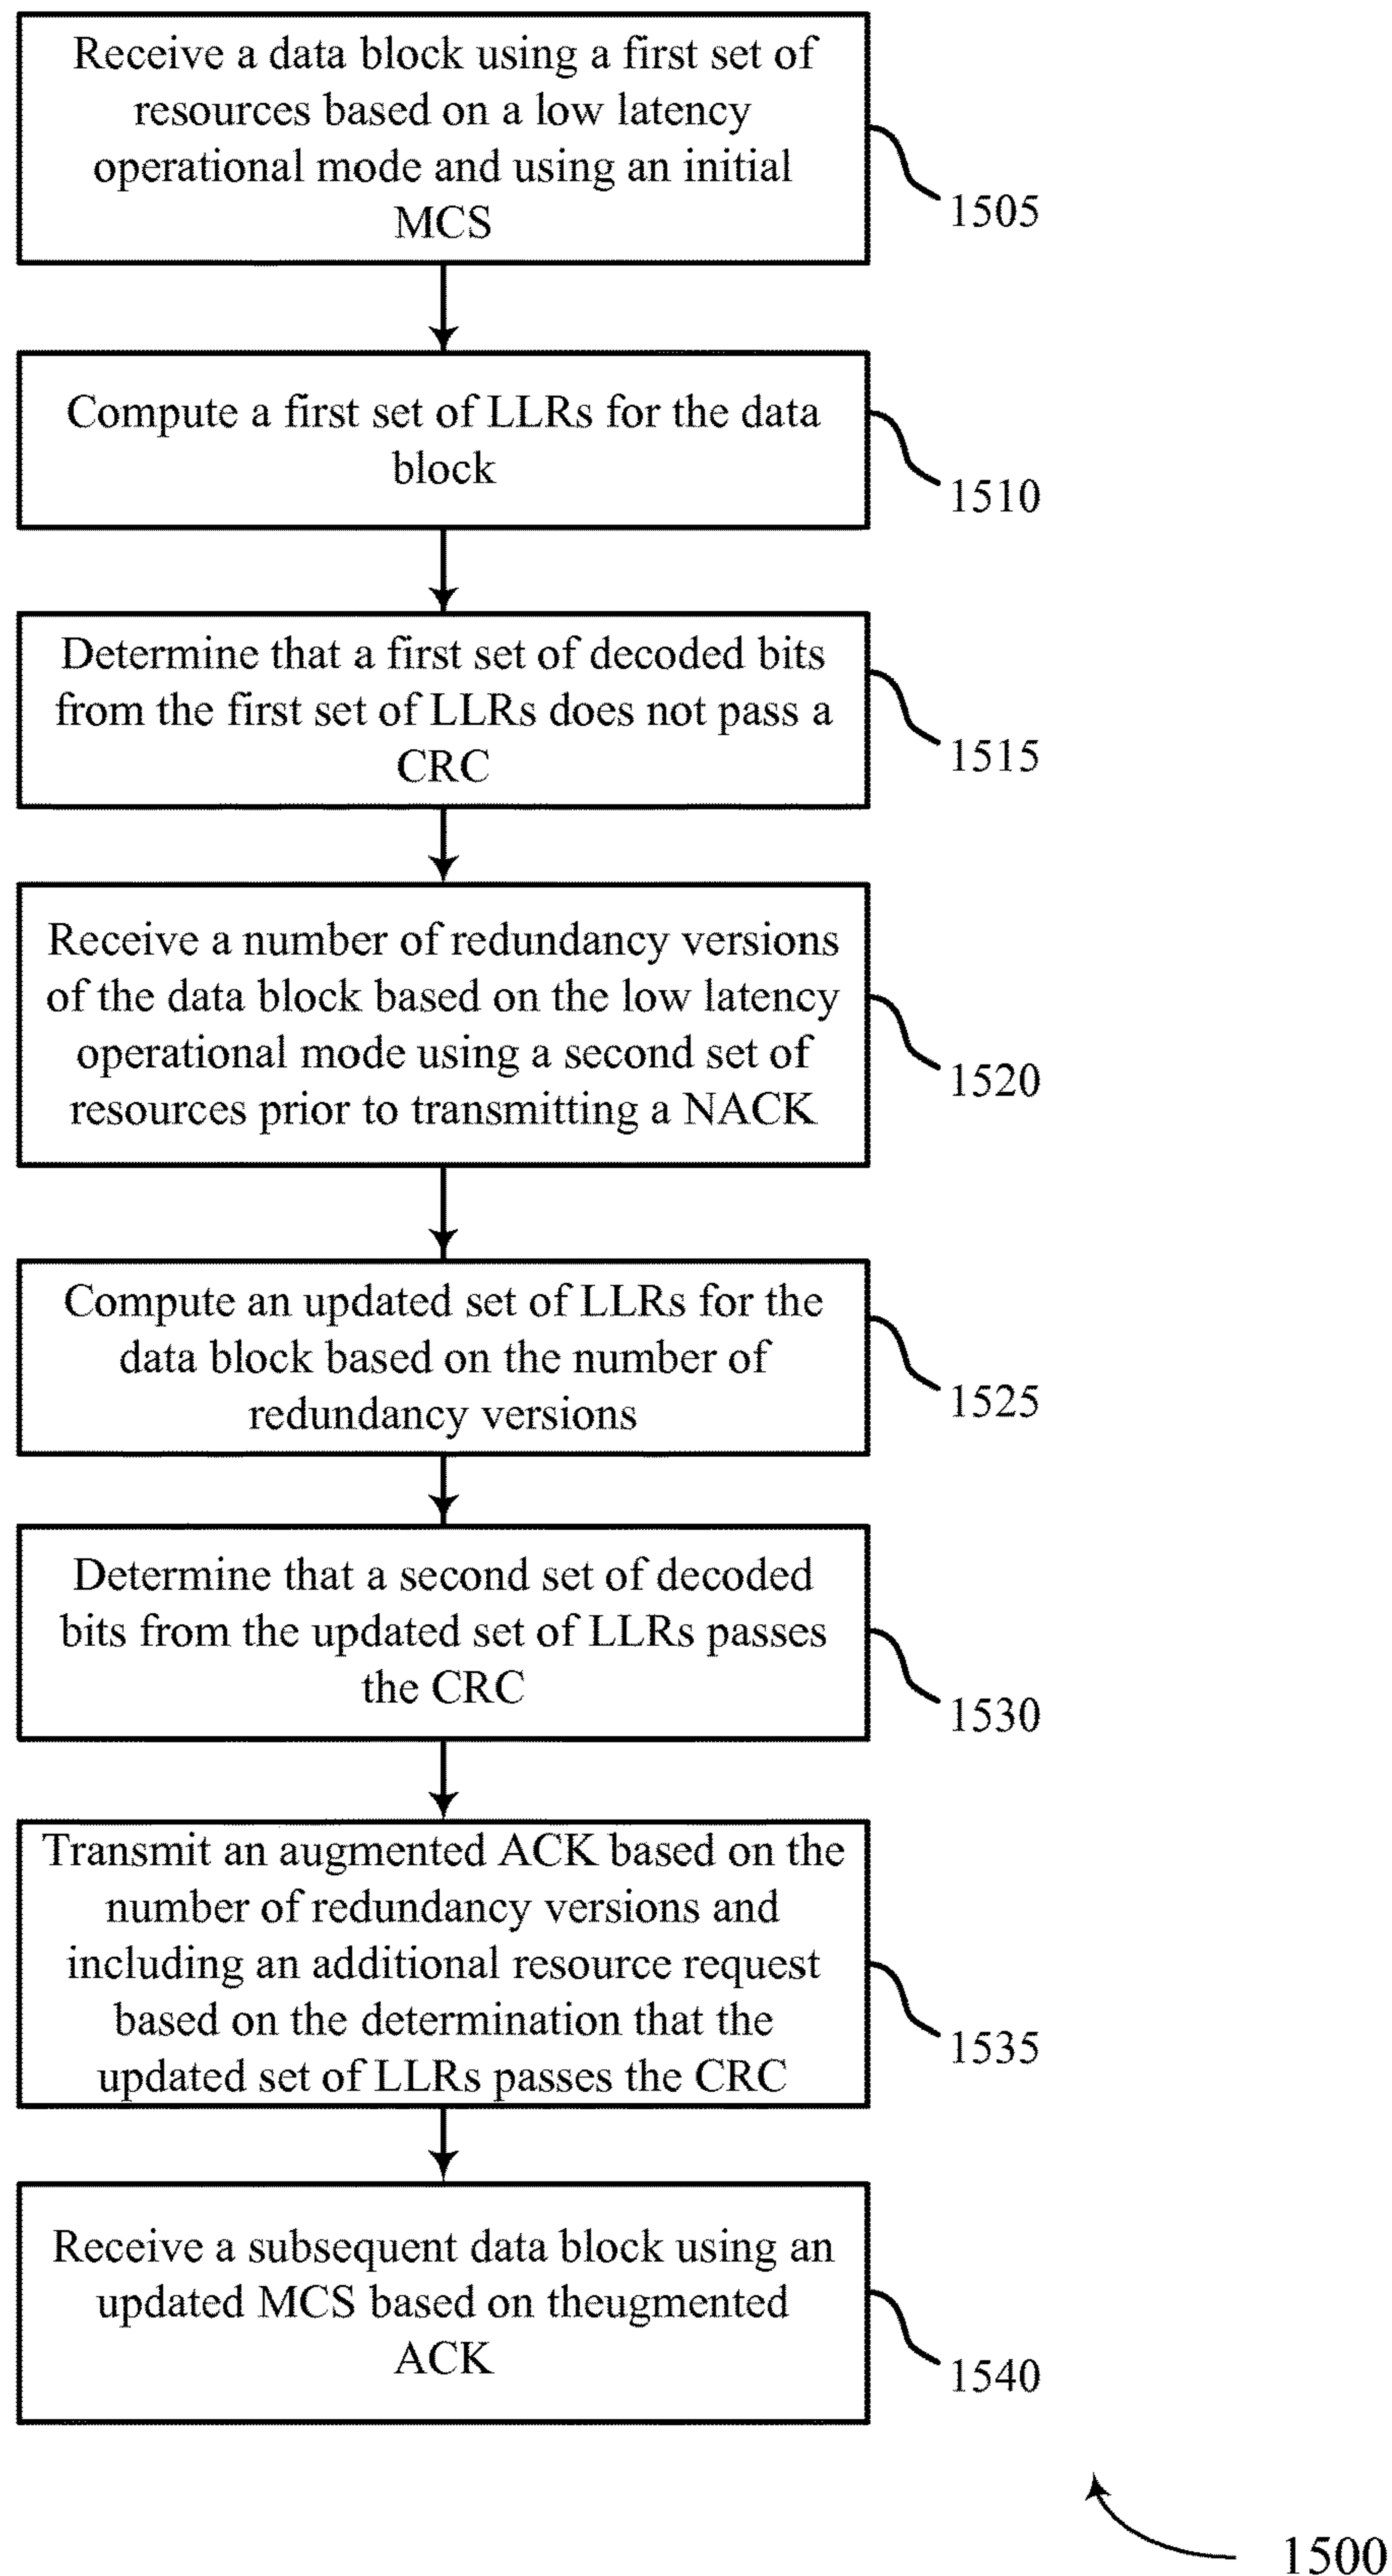 Receive a data block using a first set of
resources based on a low latency
operational mode and using an initial
MCS
1505
Compute a first set of LLRs for the data
block
1510
Determine that a first set of decoded bits
from the first set of LLRs does not pass a
CRC
1515
Receive a number of redundancy versions
of the data block based on the low latency
operational mode using a second set of
resources prior to transmitting a NACK
1520
Compute an updated set of LLRs for the
data block based on the number of
redundancy versions
1525
Determine that a second set of decoded
bits from the updated set of LLRs passes
the CRC
1530
Transmit an augmented ACK based on the
number of redundancy versions and
including an additional resource request
based on the determination that the
updated set of LLRs passes the CRC
1535
Receive a subsequent data block using an
updated MCS based on theugmented
ACK
1540
1500